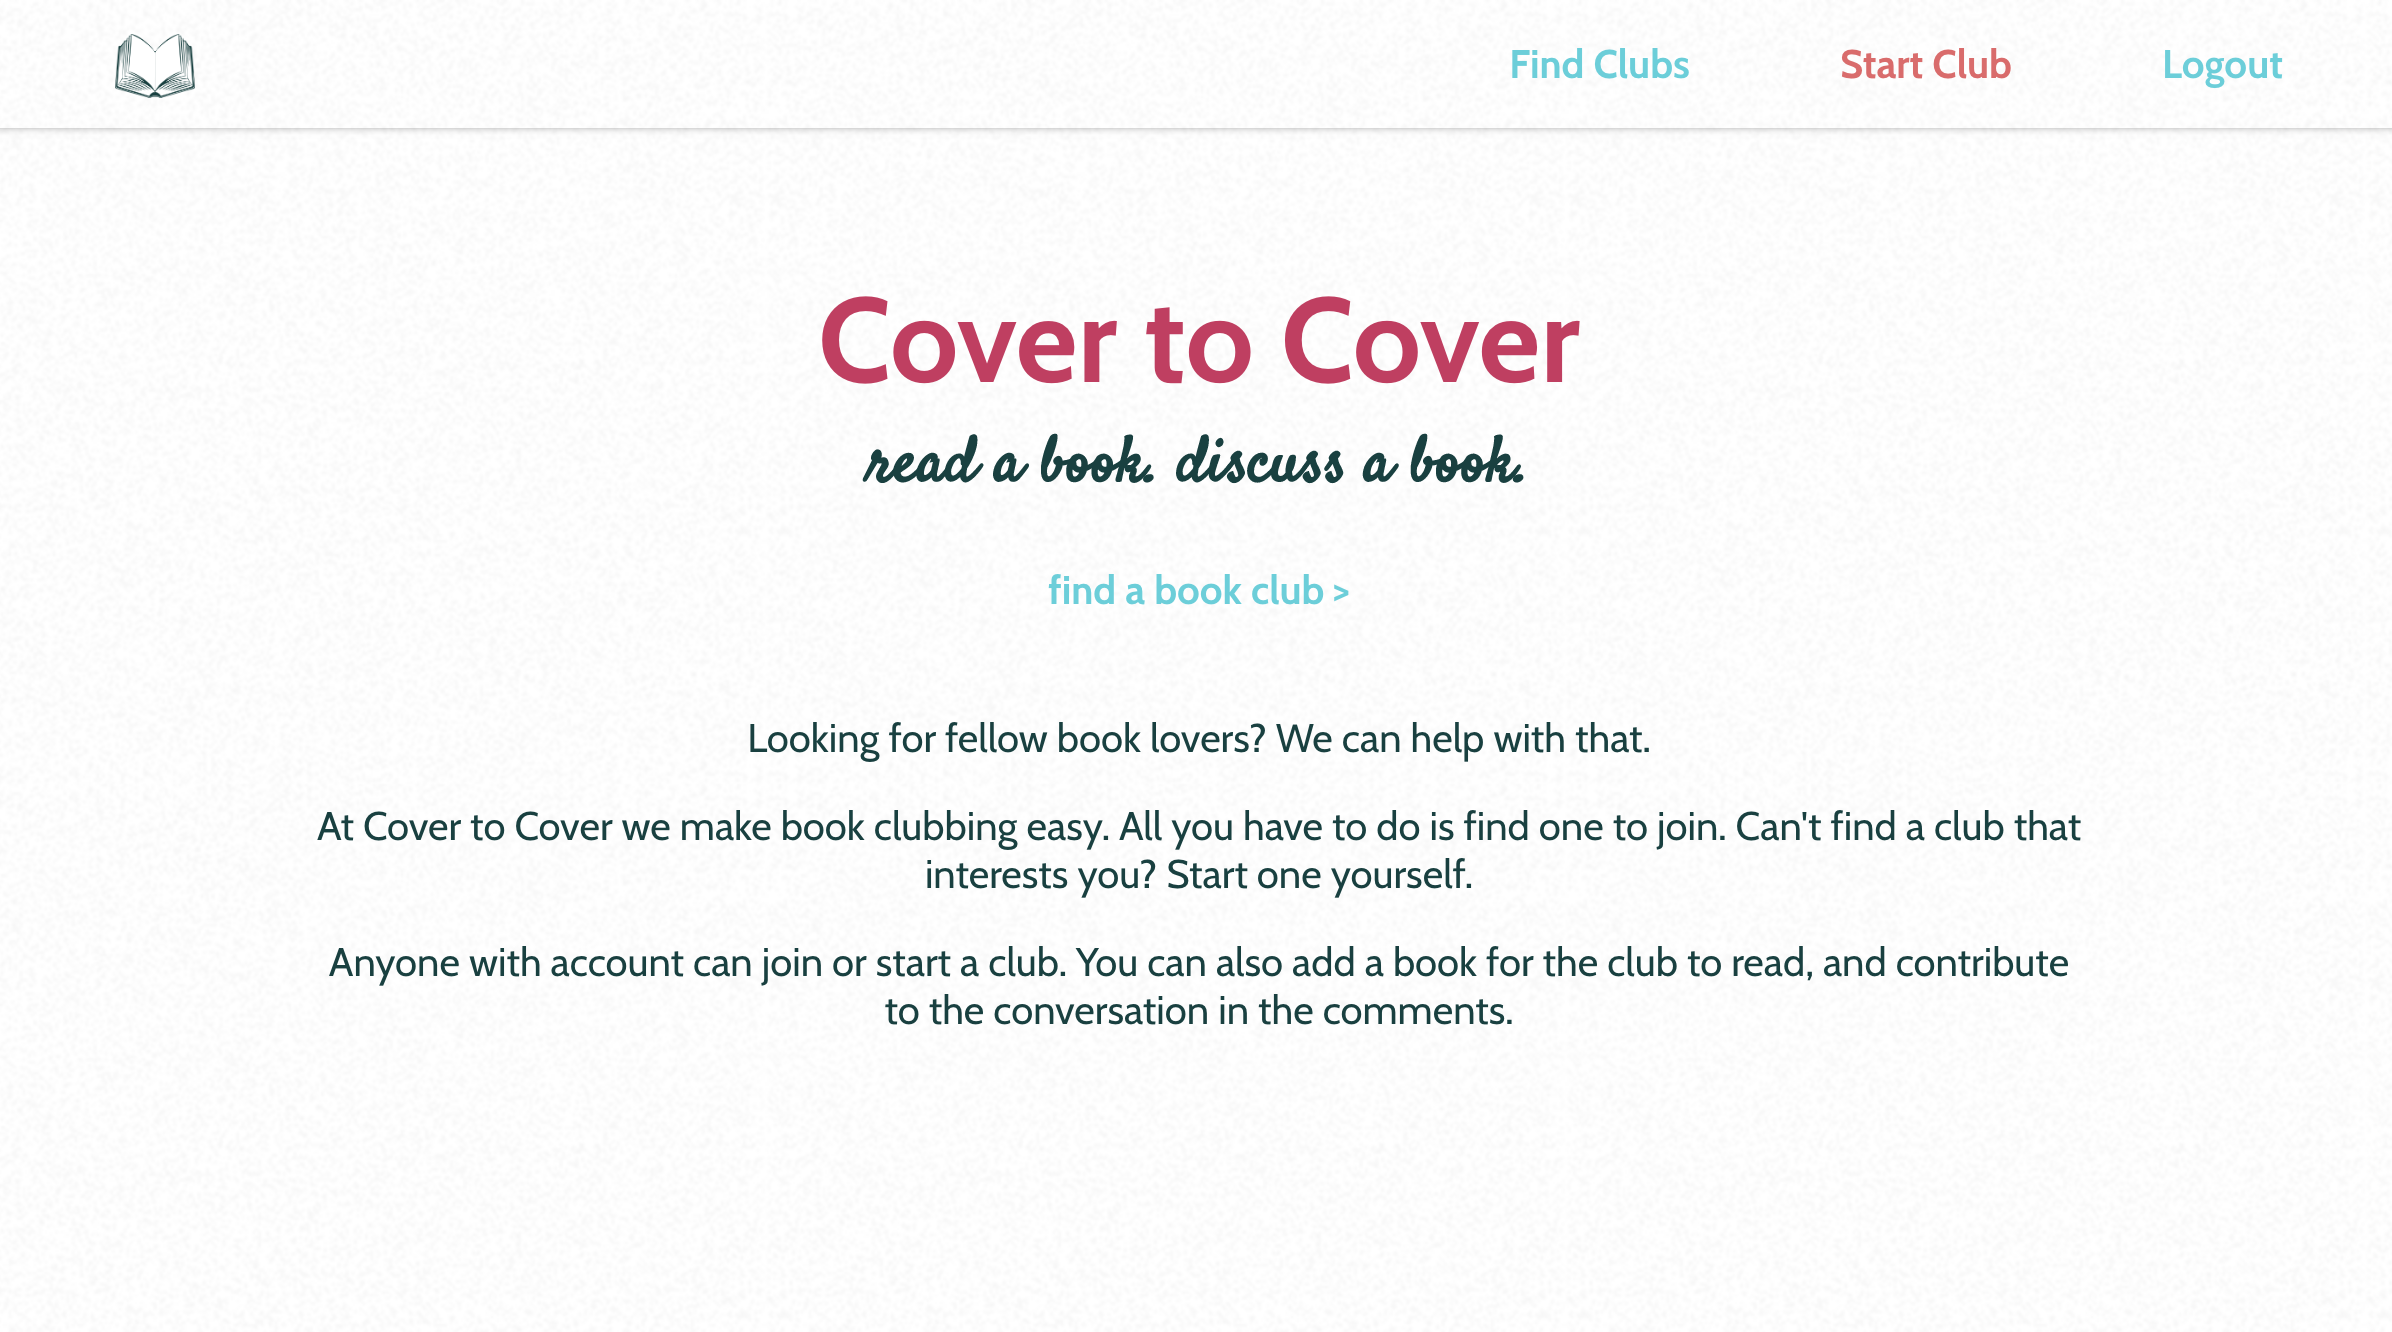 Find Clubs
Start Club
Logout
Cover to Cover
read a book. discuss a book.
find a book club >
Looking for fellow book lovers? We can help with that.
At Cover to Cover we make book clubbing easy. All you have to do is find one to join. Can't find a club that
interests you? Start one yourself.
Anyone with account can join or start a club. You can also add a book for the club to read, and contribute
to the conversation in the comments.